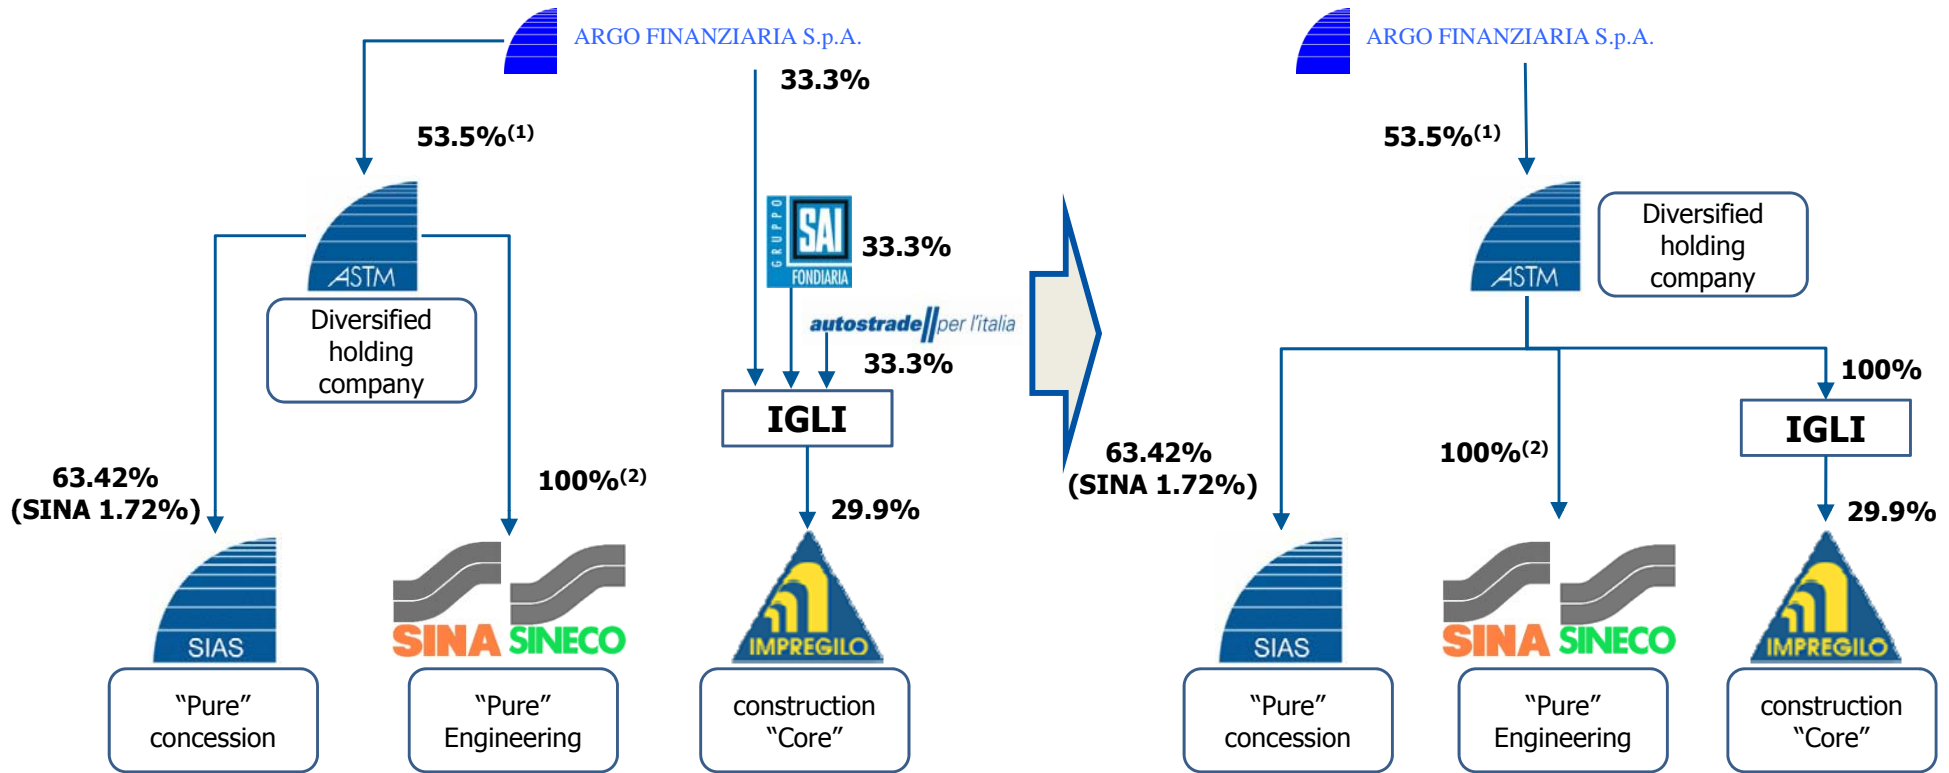 ARGO FINANZIARIA S.p.A.
33.3%
53.5%(1)
GRUPPO
SAI
FONDIARIA
33.3%
autostrade//per l'italia
33.3%
ASTM
Diversified
holding
company
IGLI
63.42%
(SINA 1.72%)
100%(2)
29.9%
SIAS
SINA SINECO
IMPREGILO
“Pure”
concession
“Pure”
Engineering
construction
“Core”
ARGO FINANZIARIA S.p.A.
53.5%(1)
ASTM
Diversified
holding
company
100%
IGLI
63.42%
(SINA 1.72%)
100%(2)
29.9%
SIAS
SINA SINECO
IMPREGILO
“Pure”
concession
“Pure”
Engineering
construction
“Core”